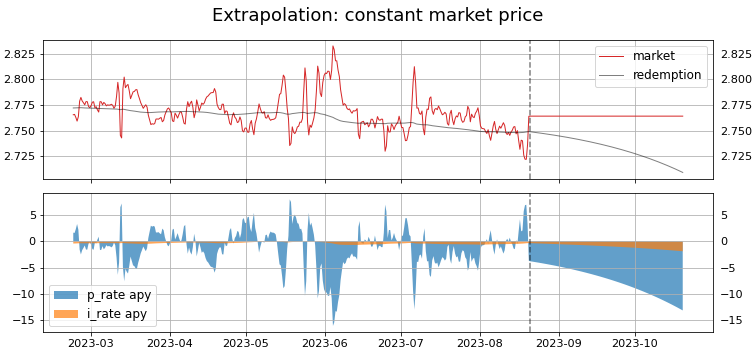 Extrapolation: constant market price
2.825 2.825
2.800 2.800
2.775 2.775
2.750 2.750
2.725 2.725
market
redemption
5 5
0 0
−5 −5
−10 −10
−15 −15
p_rate apy
i_rate apy
2023-03 2023-04 2023-05 2023-06 2023-07 2023-08 2023-09 2023-10